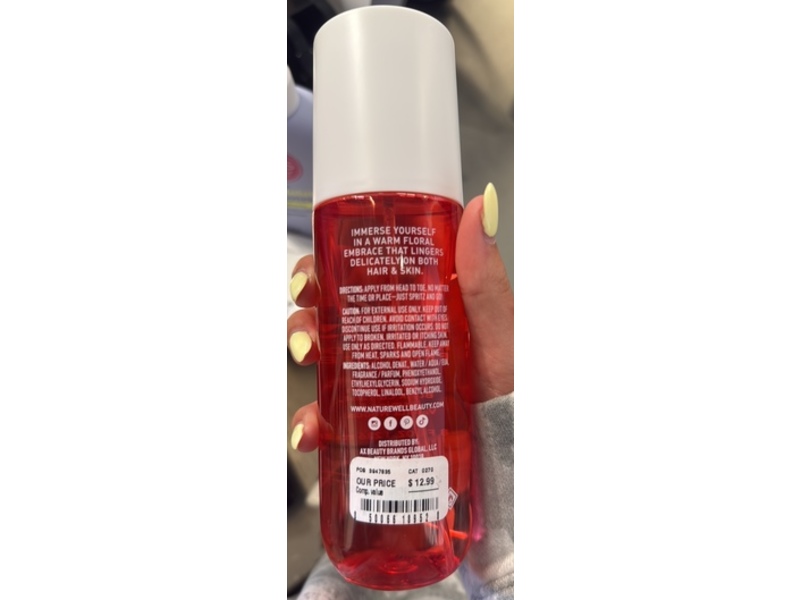 IMMERSE YOURSELF
IN A WARM FLORAL
EMBRACE THAT LINGERS
DELICATELY ON BOTH
HAIR & SKIN.
DIRECTIONS: APPLY FROM HEAD TO TOE, NO MATTER
THE TIME OR PLACE—JUST SPRITZ AND GO!
CAUTION: FOR EXTERNAL USE ONLY. KEEP OUT OF
REACH OF CHILDREN. AVOID CONTACT WITH EYES.
DISCONTINUE USE IF IRRITATION OCCURS. DO NOT
APPLY TO BROKEN, IRRITATED OR ITCHING SKIN.
USE ONLY AS DIRECTED. FLAMMABLE, KEEP AWAY
FROM HEAT, SPARKS AND OPEN FLAME.
INGREDIENTS: ALCOHOL DENAT., WATER / AQUA / EAU,
FRAGRANCE / PARFUM, PHENOXYETHANOL,
ETHYLHEXYLGLYCERIN, SODIUM HYDROXIDE,
TOCOPHEROL, LINALOOL, BENZYL ALCOHOL.
WWW.NATUREWELLBEAUTY.COM
DISTRIBUTED BY:
AX BEAUTY BRANDS GLOBAL, LLC
CAT 0370
OUR PRICE $12.99
Comp. value